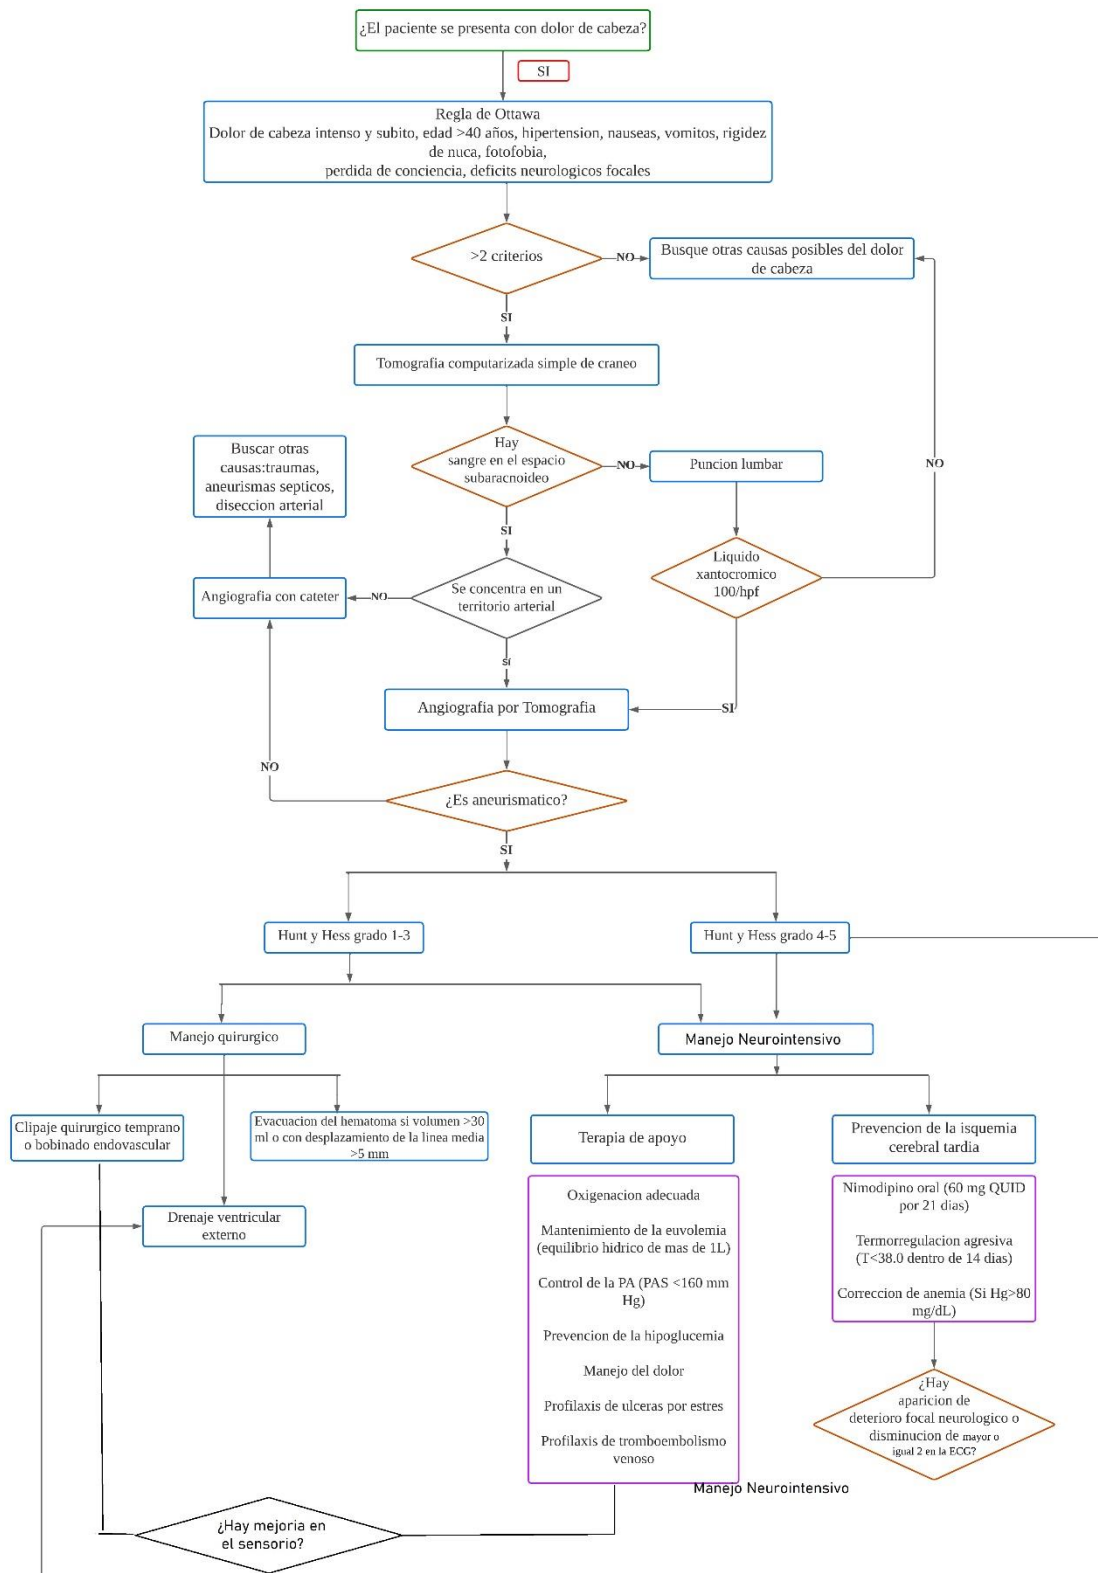 ¿El paciente se presenta con dolor de cabeza?
SI
Regla de Ottawa
Dolor de cabeza intenso y subito, edad >40 años, hipertension, nauseas, vomitos, rigidez
de nuca, fotofobia,
perdida de conciencia, deficits neurologicos focales
>2 criterios
NO
Busque otras causas posibles del dolor
de cabeza
SI
Tomografia computarizada simple de craneo
Hay
sangre en el espacio
subaracnoideo
NO
Puncion lumbar
NO
Buscar otras
causas:traumas,
aneurismas septicos,
diseccion arterial
SI
Liquido
xantocromico
100/hpf
Se concentra en un
territorio arterial
NO
Angiografia con cateter
Sí
Angiografia por Tomografia
SI
NO
¿Es aneurismatico?
SI
Hunt y Hess grado 1-3
Hunt y Hess grado 4-5
Manejo quirurgico
Manejo Neurointensivo
Clipaje quirurgico temprano
o bobinado endovascular
Evacuacion del hematoma si volumen >30
ml o con desplazamiento de la linea media
>5 mm
Terapia de apoyo
Prevencion de la isquemia
cerebral tardia
Drenaje ventricular
externo
Oxigenacion adecuada
Mantenimiento de la euvolemia
(equilibrio hidrico de mas de 1L)
Control de la PA (PAS <160 mm
Hg)
Prevencion de la hipoglucemia
Manejo del dolor
Profilaxis de ulceras por estres
Profilaxis de tromboembolismo
venoso
Nimodipino oral (60 mg QUID
por 21 dias)
Termorregulacion agresiva
(T<38.0 dentro de 14 dias)
Correccion de anemia (Si Hg>80
mg/dL)
¿Hay
aparicion de
deterioro focal neurologico o
disminucion de mayor o
igual 2 en la ECG?
Manejo Neurointensivo
¿Hay mejoria en
el sensorio?